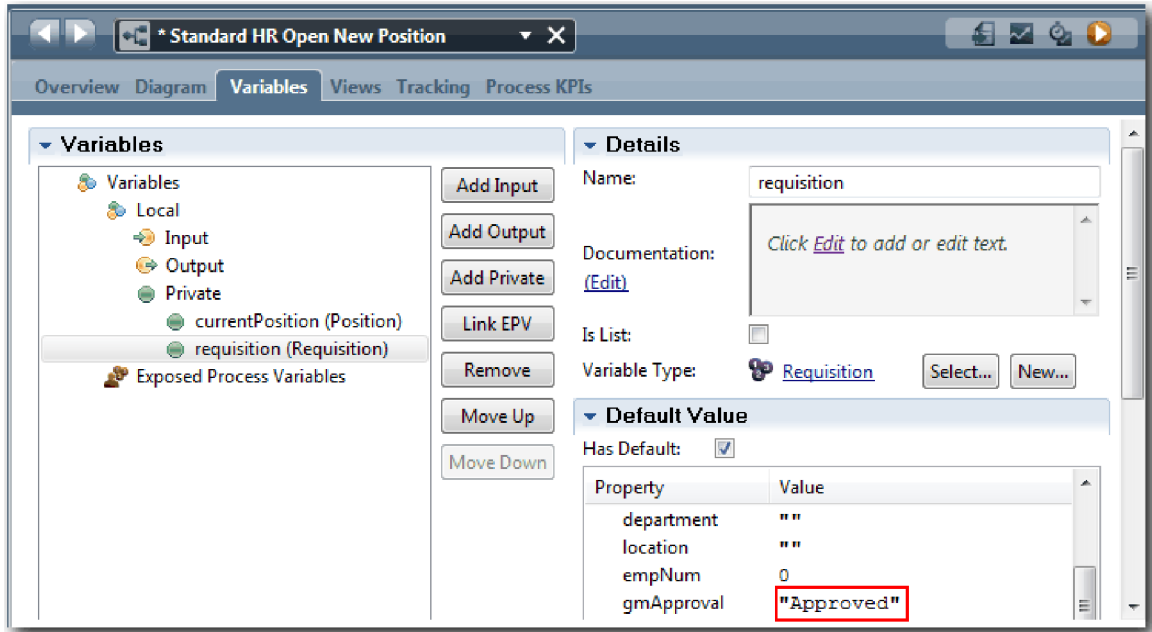 * Standard HR Open New Position
Overview Diagram Variables Views Tracking Process KPIs
Variables
Variables
Local
Input
Output
Private
currentPosition (Position)
requisition (Requisition)
Exposed Process Variables
Add Input
Add Output
Add Private
Link EPV
Remove
Move Up
Move Down
Details
Name: requisition
Documentation: Click Edit to add or edit text.
(Edit)
Is List:
Variable Type: Requisition Select... New...
Default Value
Has Default:
Property Value
department ""
location ""
empNum 0
gmApproval "Approved"